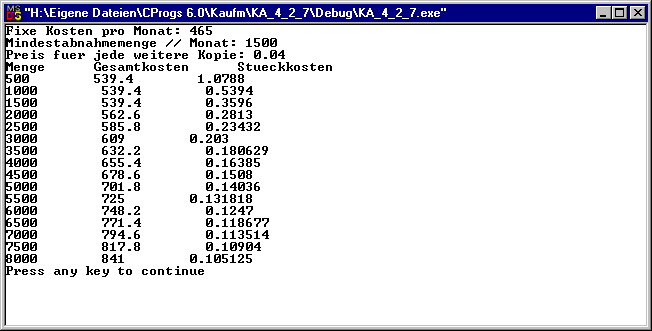 "H:\Eigene Dateien\CProgs 6.0\Kaufm\KA_4_2_7\Debug\KA_4_2_7.exe"
Fixe Kosten pro Monat: 465
Mindestabnahmemenge // Monat: 1500
Preis fuer jede weitere Kopie: 0.04
Menge Gesamtkosten Stueckkosten
500 539.4 1.0788
1000 539.4 0.5394
1500 539.4 0.3596
2000 562.6 0.2813
2500 585.8 0.23432
3000 609 0.203
3500 632.2 0.180629
4000 655.4 0.16385
4500 678.6 0.1508
5000 701.8 0.14036
5500 725 0.131818
6000 748.2 0.1247
6500 771.4 0.118677
7000 794.6 0.113514
7500 817.8 0.10904
8000 841 0.105125
Press any key to continue